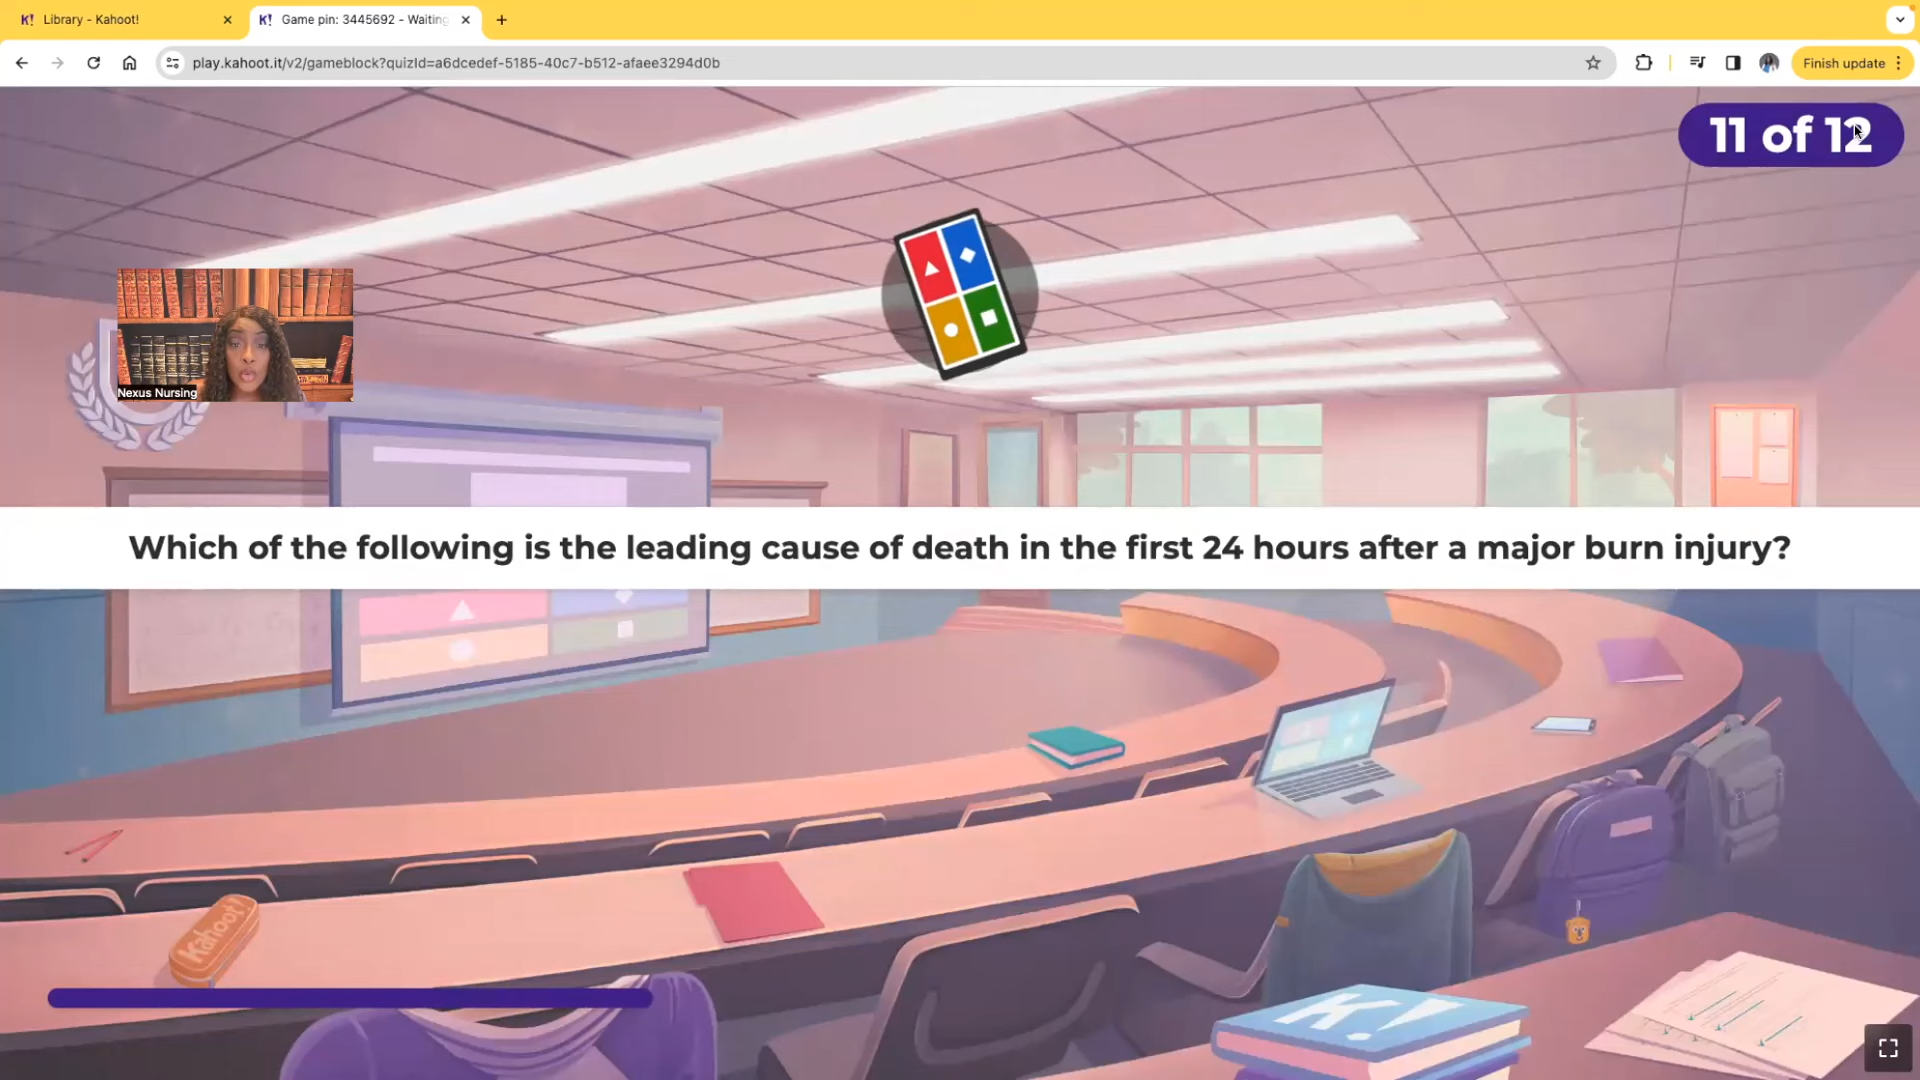 Library - Kahoot!
Game pin: 3445692 - Waiting
play.kahoot.it/v2/gameblock?quizId=a6dcedef-5185-40c7-b512-afaee3294d0b
Finish update
11 of 12
Nexus Nursing
Which of the following is the leading cause of death in the first 24 hours after a major burn injury?
Kahoot!
K!